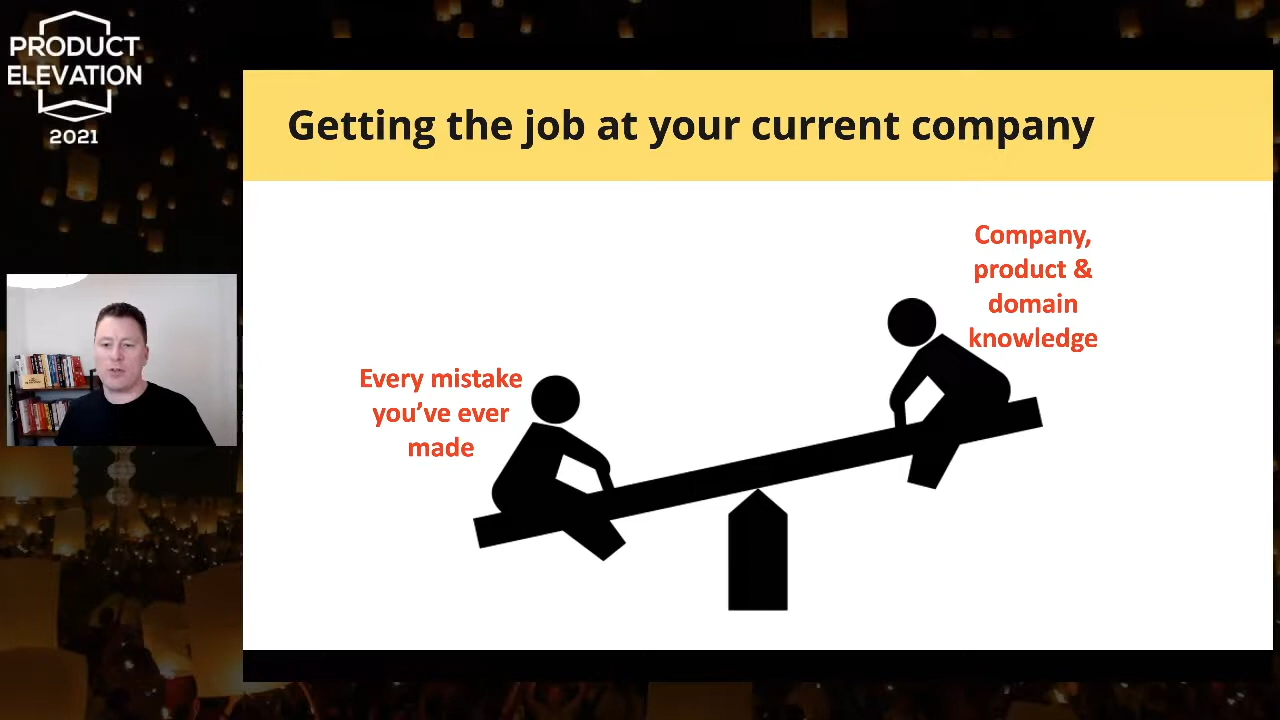 PRODUCT
ELEVATION
2021
Getting the job at your current company
Company,
product &
domain
knowledge
Every mistake
you’ve ever
made